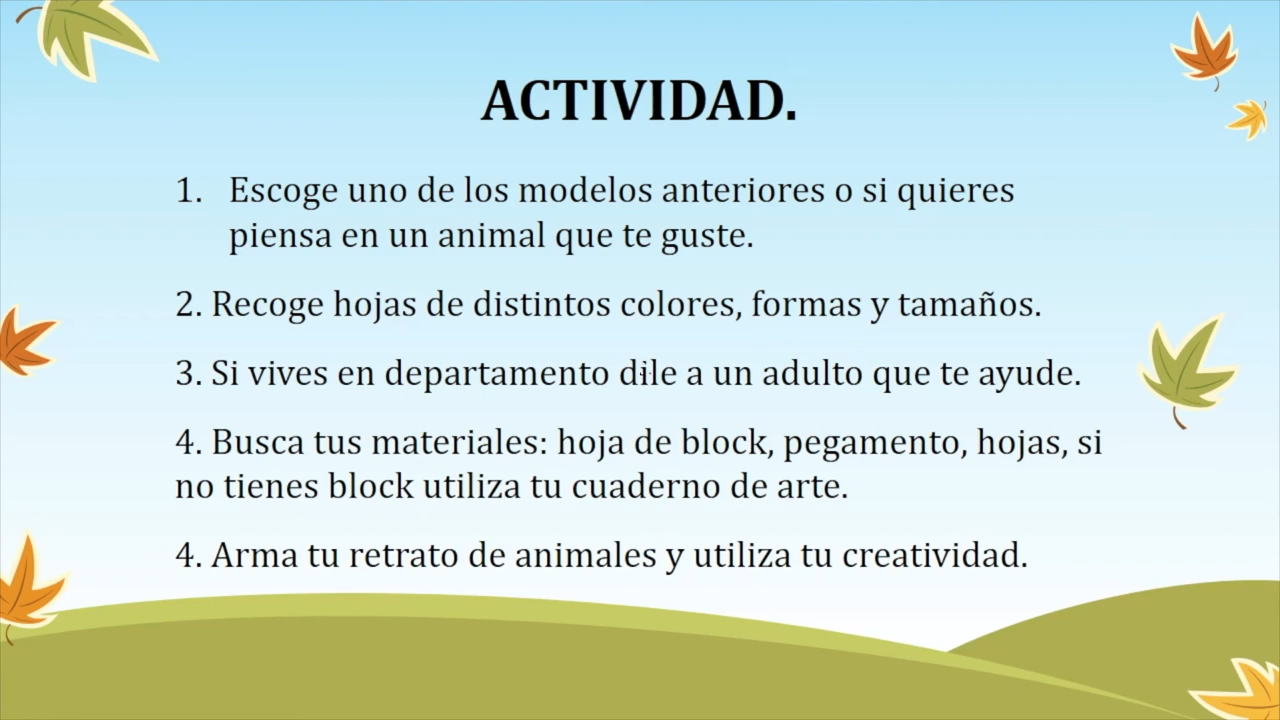 ACTIVIDAD.
1. Escoge uno de los modelos anteriores o si quieres
piensa en un animal que te guste.
2. Recoge hojas de distintos colores, formas y tamaños.
3. Si vives en departamento dile a un adulto que te ayude.
4. Busca tus materiales: hoja de block, pegamento, hojas, si
no tienes block utiliza tu cuaderno de arte.
4. Arma tu retrato de animales y utiliza tu creatividad.